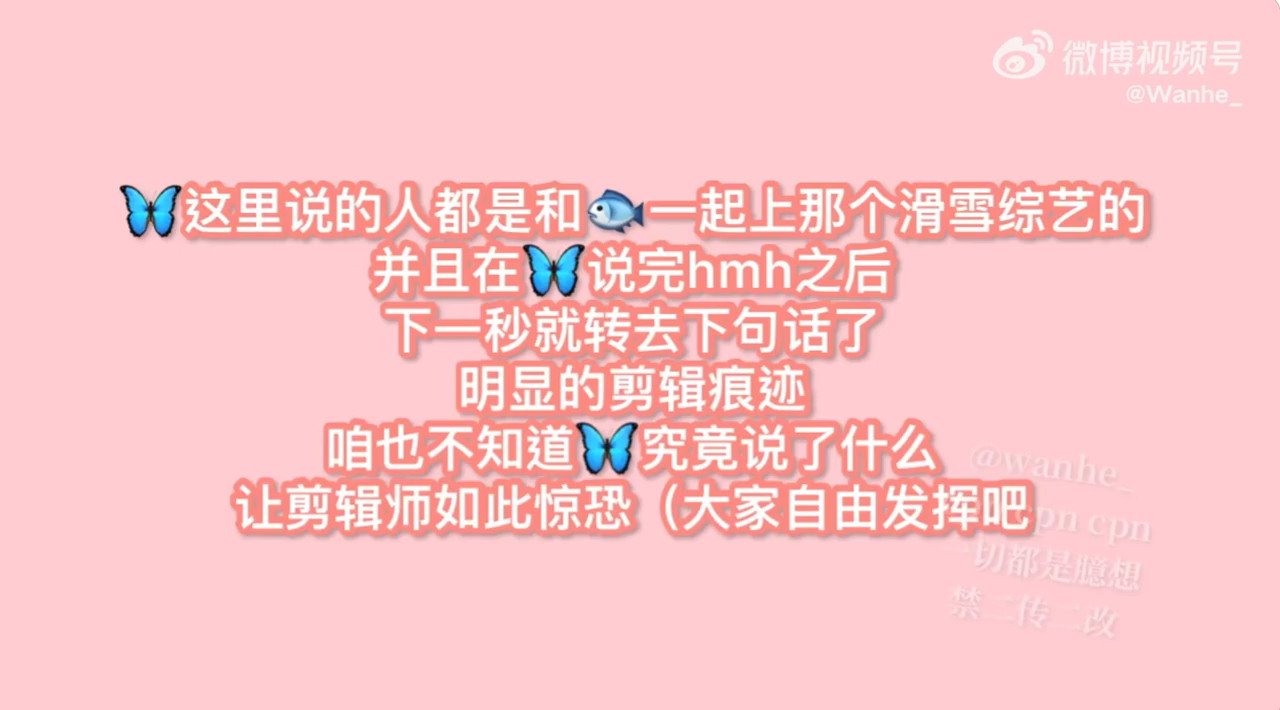 微博视频号
@Wanhe_
🦋这里说的人都是和🐟一起上那个滑雪综艺的
并且在🦋说完hmh之后
下一秒就转去下句话了
明显的剪辑痕迹
咱也不知道🦋究竟说了什么
让剪辑师如此惊恐（大家自由发挥吧
@wanhe_
cpn cpn
一切都是臆想
禁二传二改